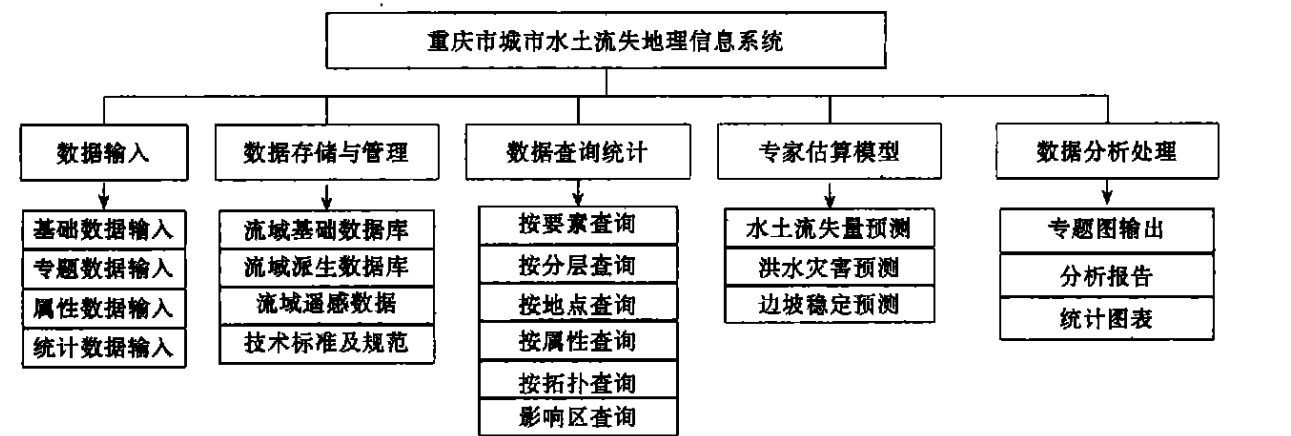 重庆市城市水土流失地理信息系统
数据输入
数据存储与管理
数据查询统计
专家估算模型
数据分析处理
基础数据输入
专题数据输入
属性数据输入
统计数据输入
流域基础数据库
流域派生数据库
流域遥感数据
技术标准及规范
按要素查询
按分层查询
按地点查询
按属性查询
按拓扑查询
影响区查询
水土流失量预测
洪水灾害预测
边坡稳定预测
专题图输出
分析报告
统计图表